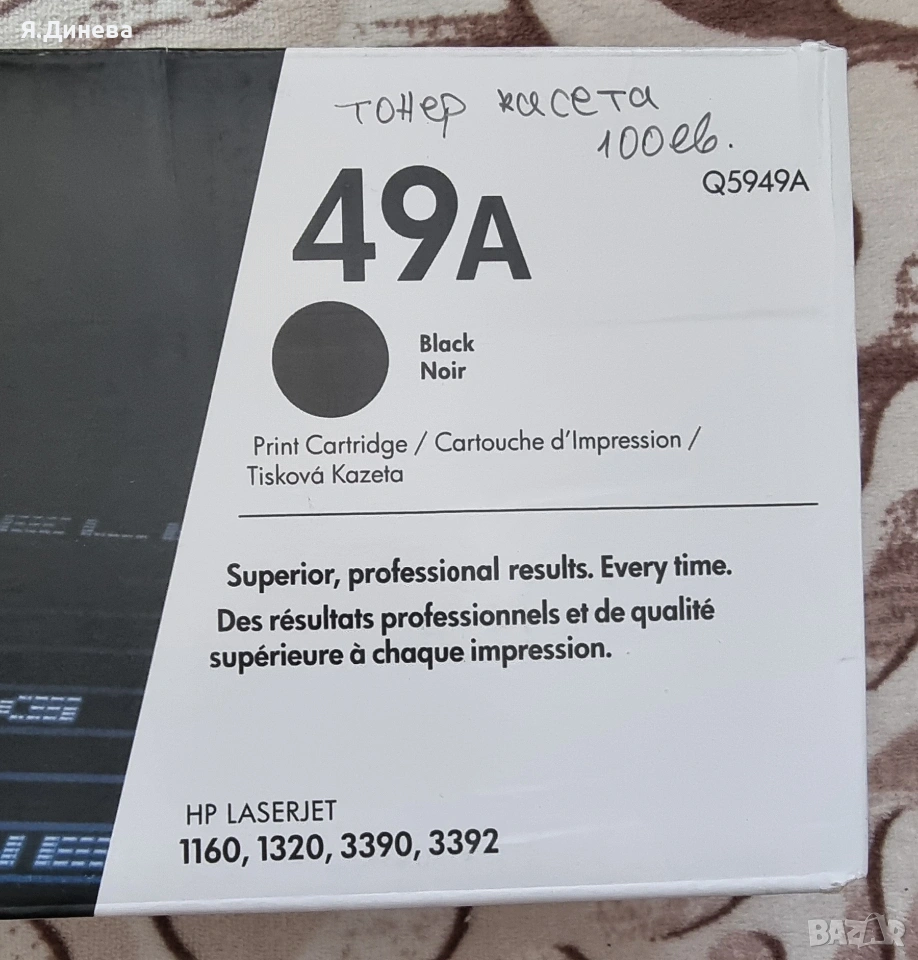 Я.Динева
тонер касета
100лв.
Q5949A
49A
Black
Noir
Print Cartridge / Cartouche d'Impression /
Tisková Kazeta
Superior, professional results. Every time.
Des résultats professionnels et de qualité
supérieure à chaque impression.
HP LASERJET
1160, 1320, 3390, 3392
BAZAR